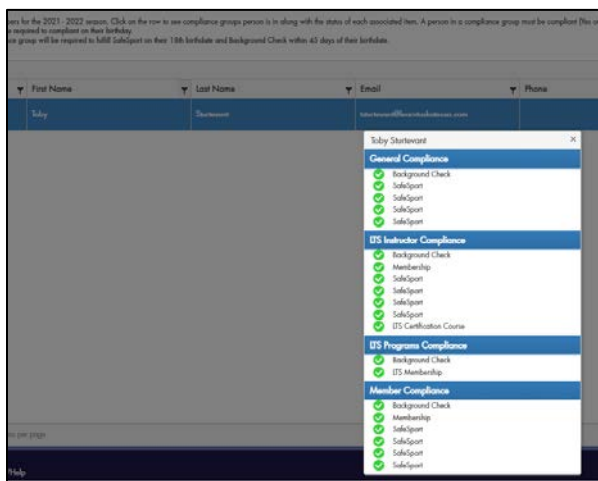 ers for the 2021 - 2022 season. Click on the row to see compliance groups person is in along with the status of each associated item. A person in a compliance group must be compliant (Yes or
e required to compliant on their birthday.
ce group will be required to fulfill SafeSport on their 18th birthdate and Background Check within 45 days of their birthdate.
First Name Last Name Email Phone
Toby Sturtevant
Toby Sturtevant ×
General Compliance
Background Check
SafeSport
SafeSport
SafeSport
SafeSport
LTS Instructor Compliance
Background Check
Membership
SafeSport
SafeSport
SafeSport
SafeSport
LTS Certification Course
LTS Programs Compliance
Background Check
LTS Membership
Member Compliance
Background Check
Membership
SafeSport
SafeSport
SafeSport
SafeSport
per page
/Help